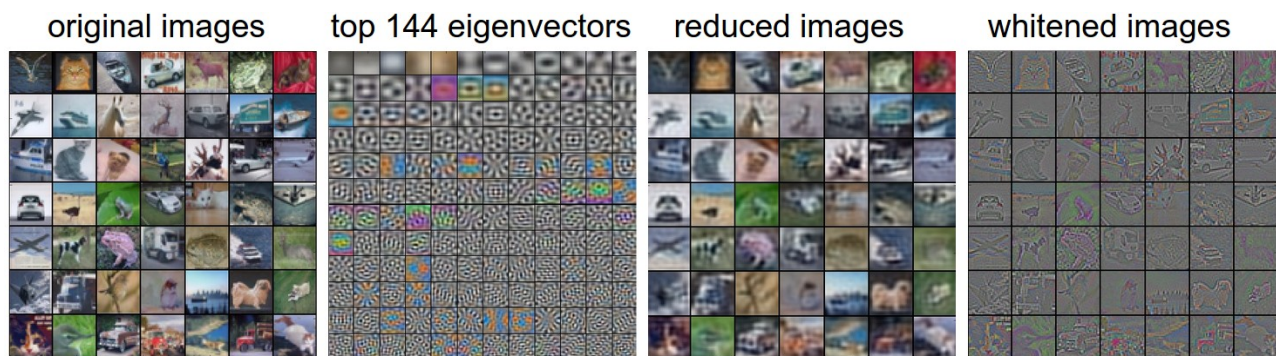 original images
top 144 eigenvectors
reduced images
whitened images